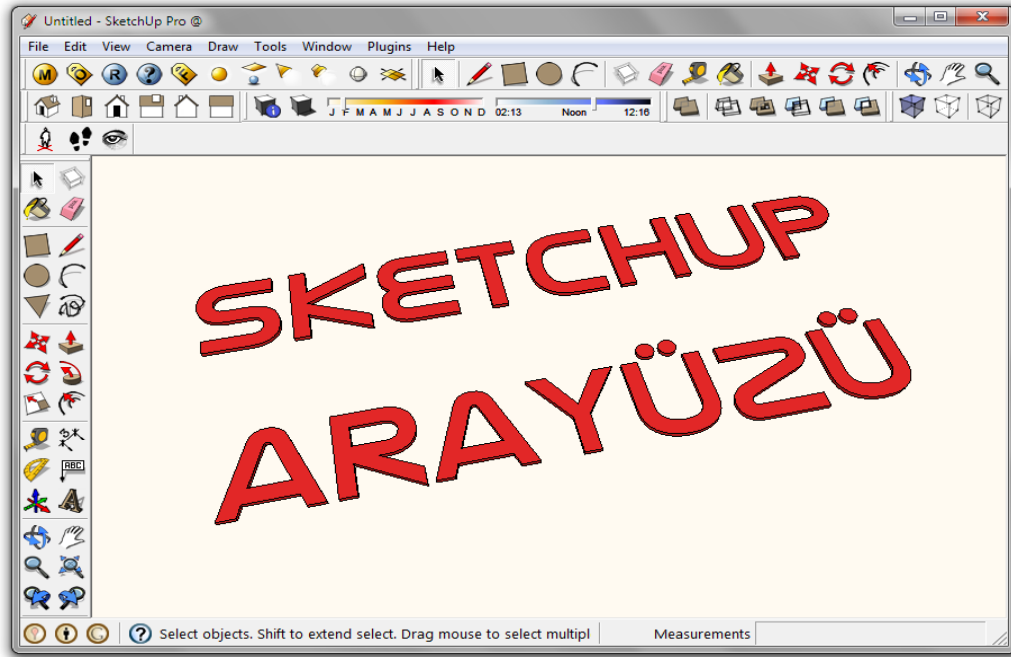 Untitled - SketchUp Pro @
File Edit View Camera Draw Tools Window Plugins Help
M R ?
J F M A M J J A S O N D 02:13 Noon 12:16
SKETCHUP
ARAYÜZÜ
ABC
A
? Select objects. Shift to extend select. Drag mouse to select multipl Measurements